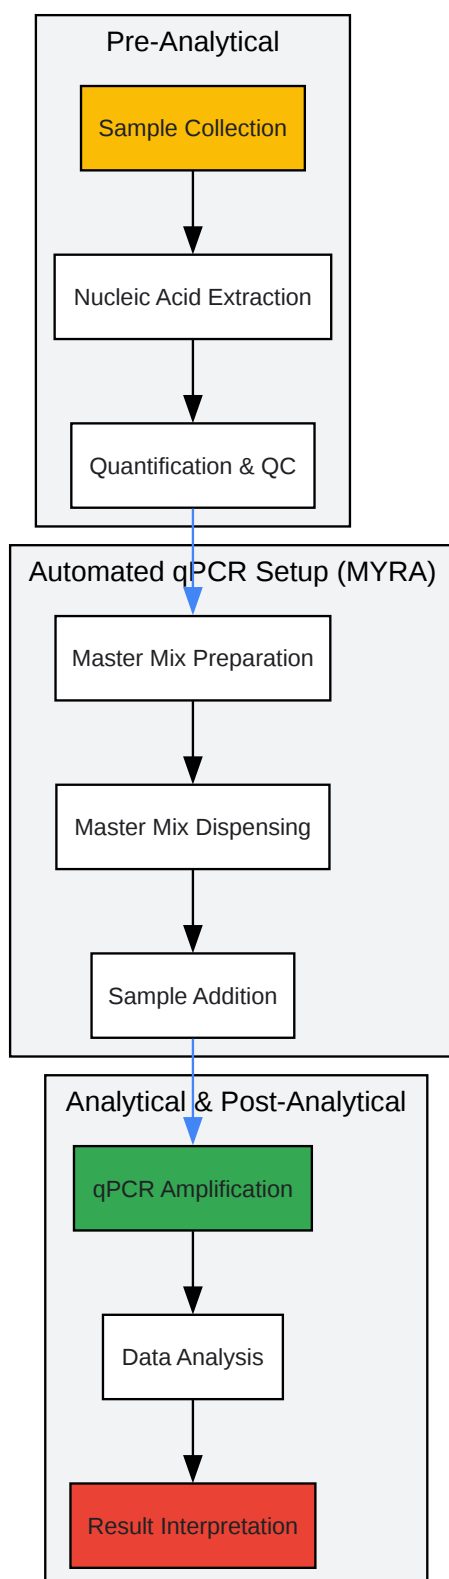 Pre-Analytical
Sample Collection
Nucleic Acid Extraction
Quantification & QC
Automated qPCR Setup (MYRA)
Master Mix Preparation
Master Mix Dispensing
Sample Addition
Analytical & Post-Analytical
qPCR Amplification
Data Analysis
Result Interpretation